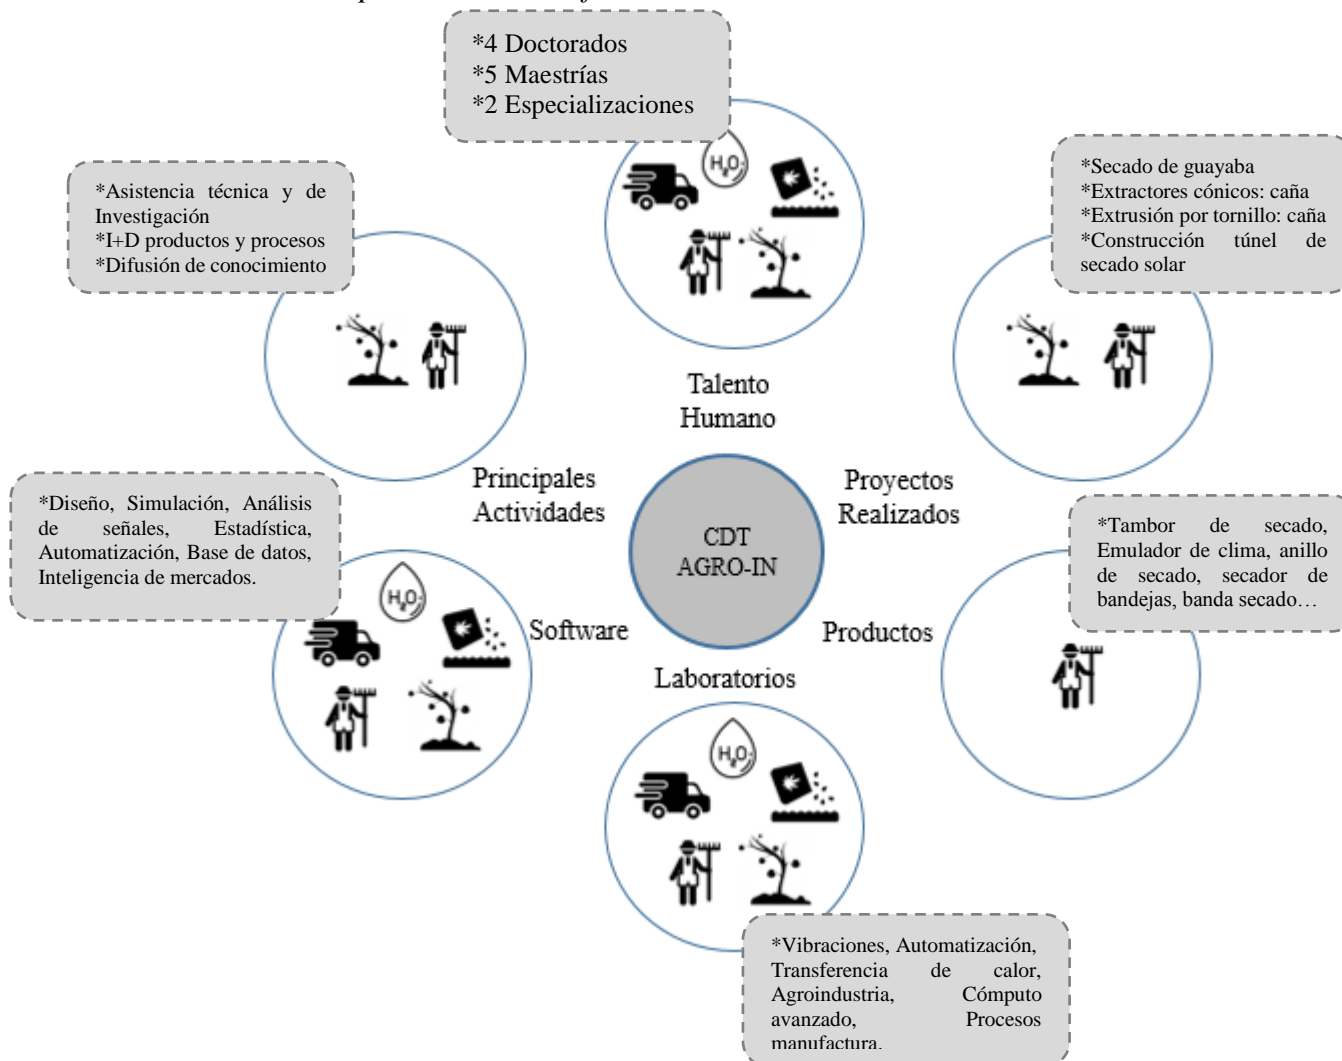 *4 Doctorados
*5 Maestrías
*2 Especializaciones
H₂O
*Asistencia técnica y de
Investigación
*I+D productos y procesos
*Difusión de conocimiento
*Secado de guayaba
*Extractores cónicos: caña
*Extrusión por tornillo: caña
*Construcción túnel de
secado solar
Talento
Humano
Principales
Actividades
Proyectos
Realizados
CDT
AGRO-IN
*Diseño, Simulación, Análisis
de señales, Estadística,
Automatización, Base de datos,
Inteligencia de mercados.
*Tambor de secado,
Emulador de clima, anillo
de secado, secador de
bandejas, banda secado…
H₂O
Software
Productos
Laboratorios
H₂O
*Vibraciones, Automatización,
Transferencia de calor,
Agroindustria, Cómputo
avanzado, Procesos
manufactura.